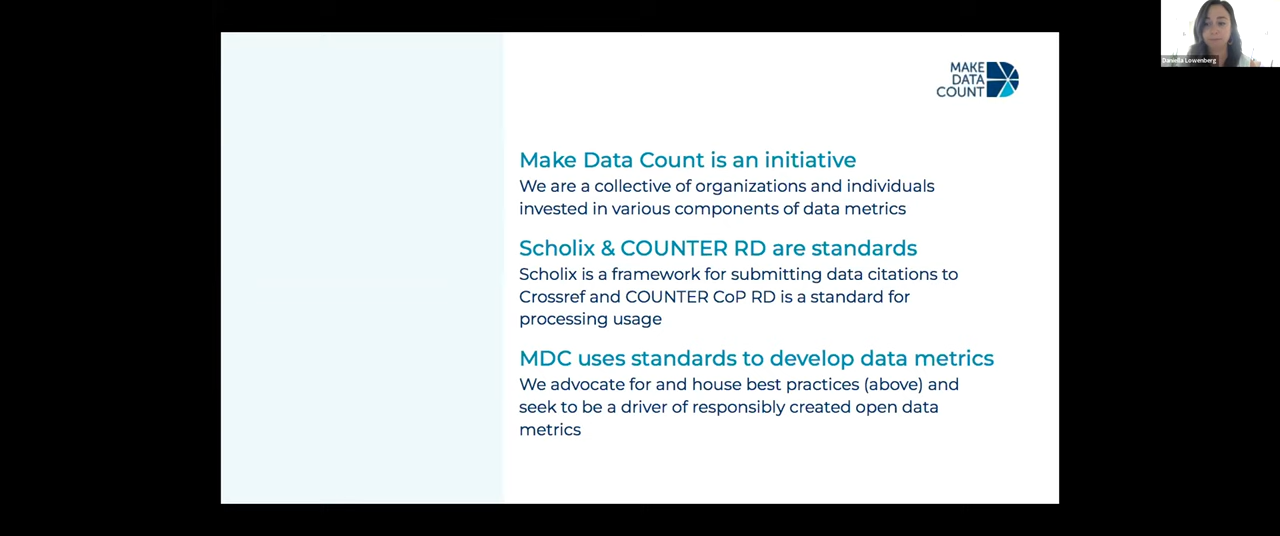 Daniella Lowenberg
MAKE
DATA
COUNT
Make Data Count is an initiative
We are a collective of organizations and individuals
invested in various components of data metrics
Scholix & COUNTER RD are standards
Scholix is a framework for submitting data citations to
Crossref and COUNTER CoP RD is a standard for
processing usage
MDC uses standards to develop data metrics
We advocate for and house best practices (above) and
seek to be a driver of responsibly created open data
metrics